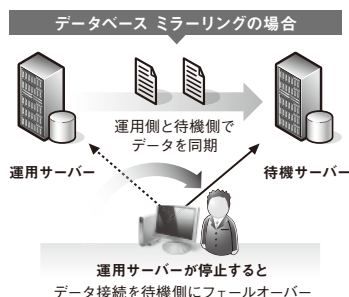 データベース ミラーリングの場合
運用側と待機側で
データを同期
運用サーバー
待機サーバー
運用サーバーが停止すると
データ接続を待機側にフェールオーバー